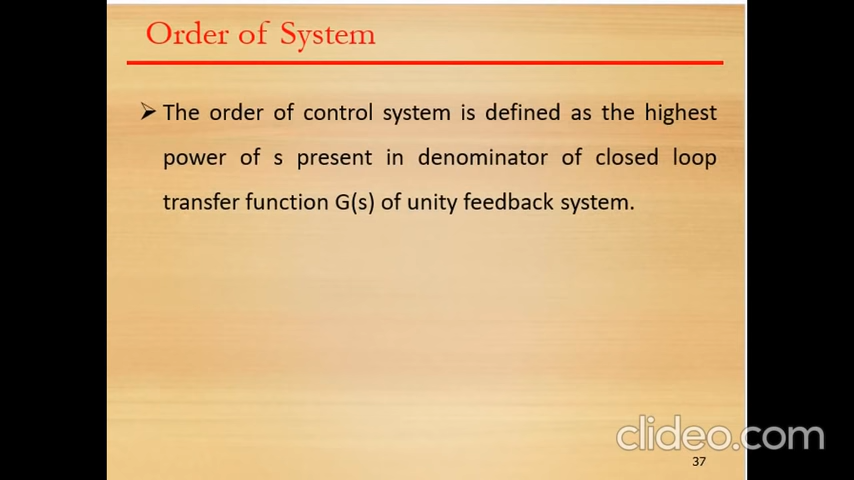 Order of System
➢ The order of control system is defined as the highest
power of s present in denominator of closed loop
transfer function G(s) of unity feedback system.
clideo.com
37